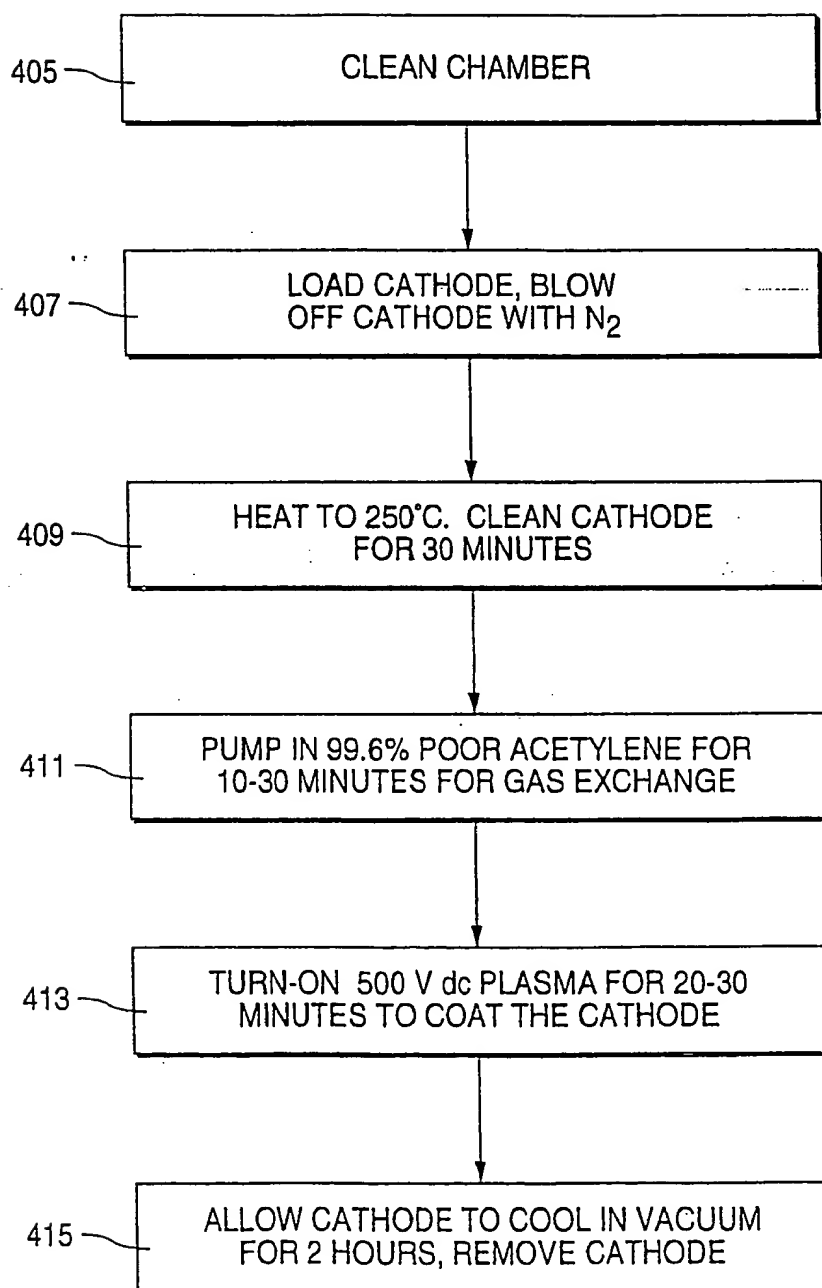 405
CLEAN CHAMBER
407
LOAD CATHODE, BLOW
OFF CATHODE WITH N2
409
HEAT TO 250°C. CLEAN CATHODE
FOR 30 MINUTES
411
PUMP IN 99.6% POOR ACETYLENE FOR
10-30 MINUTES FOR GAS EXCHANGE
413
TURN-ON 500 V dc PLASMA FOR 20-30
MINUTES TO COAT THE CATHODE
415
ALLOW CATHODE TO COOL IN VACUUM
FOR 2 HOURS, REMOVE CATHODE